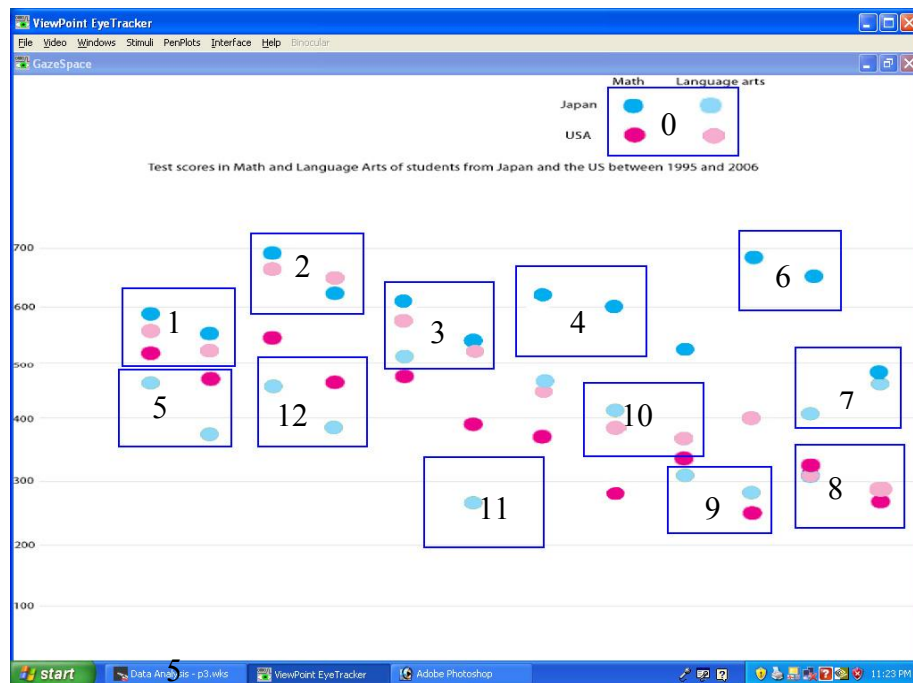 ViewPoint EyeTracker
File Video Windows Stimuli PenPlots Interface Help Binocular
GazeSpace
Math Language arts
Japan
USA
0
Test scores in Math and Language Arts of students from Japan and the US between 1995 and 2006
700
2
6
600
1
3
4
500
5
12
10
7
400
300
11
9
8
200
100
5
start Data Analysis - p3.wks ViewPoint EyeTracker Adobe Photoshop 11:23 PM